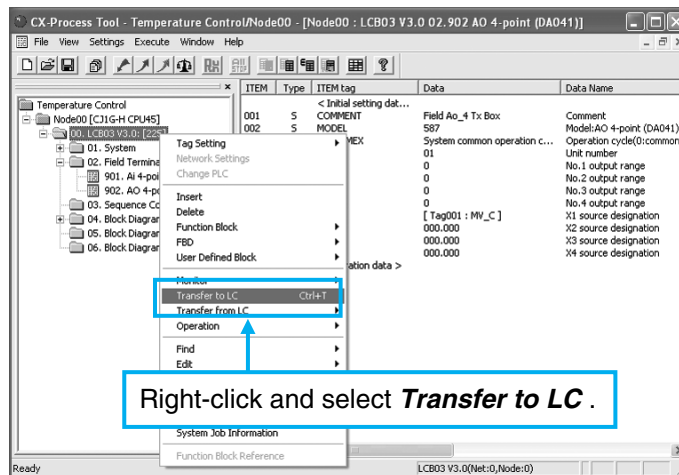 CX-Process Tool - Temperature Control/Node00 - [Node00 : LCB03 V3.0 02.902 AO 4-point (DA041)]
File View Settings Execute Window Help
ITEM Type ITEM tag Data Data Name
Temperature Control
Node00 [CJ1G-H CPU45]
00. LCB03 V3.0: [225]
01. System
02. Field Termina
901. Ai 4-poi
902. AO 4-po
03. Sequence Co
04. Block Diagrar
05. Block Diagrar
06. Block Diagrar
< Initial setting dat...
001 S COMMENT Field Ao_4 Tx Box Comment
002 S MODEL 587 Model:AO 4-point (DA041)
MEX System common operation c... Operation cycle(0:common
01 Unit number
0 No.1 output range
0 No.2 output range
0 No.3 output range
0 No.4 output range
[ Tag001 : MV_C ] X1 source designation
000.000 X2 source designation
000.000 X3 source designation
000.000 X4 source designation
ation data >
Tag Setting
Network Settings
Change PLC
Insert
Delete
Function Block
FBD
User Defined Block
Monitor
Transfer to LC Ctrl+T
Transfer from LC
Operation
Find
Edit
Right-click and select Transfer to LC .
System Job Information
Function Block Reference
Ready LCB03 V3.0(Net:0,Node:0)